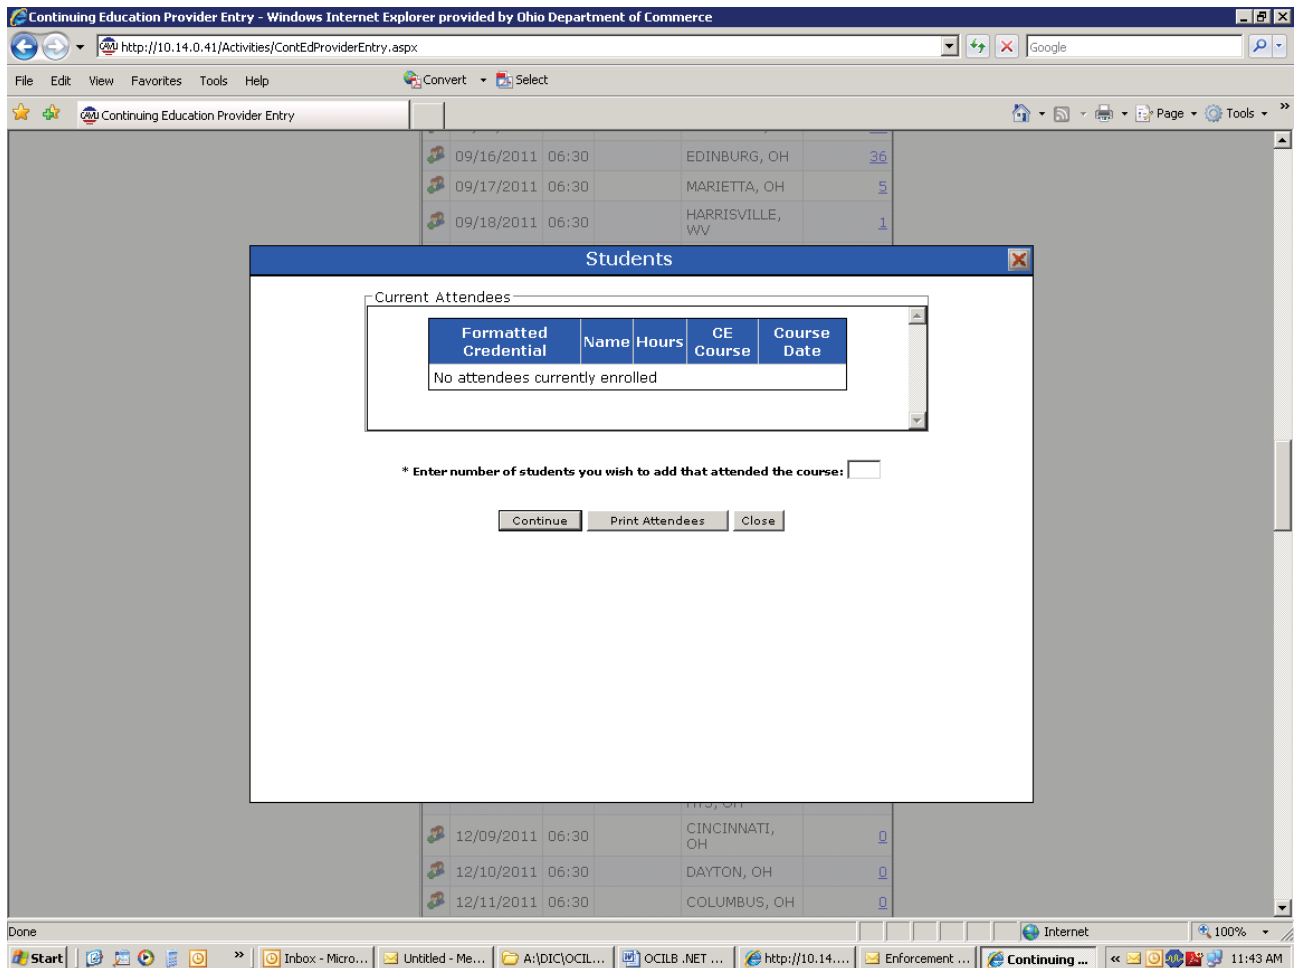 Continuing Education Provider Entry - Windows Internet Explorer provided by Ohio Department of Commerce
http://10.14.0.41/Activities/ContEdProviderEntry.aspx
Google
File Edit View Favorites Tools Help
Convert Select
Continuing Education Provider Entry
Page Tools »
09/16/2011 06:30 EDINBURG, OH 36
09/17/2011 06:30 MARIETTA, OH 5
09/18/2011 06:30 HARRISVILLE, WV 1
Students
Current Attendees
Formatted Credential Name Hours CE Course Course Date
No attendees currently enrolled
* Enter number of students you wish to add that attended the course:
Continue Print Attendees Close
12/09/2011 06:30 CINCINNATI, OH 0
12/10/2011 06:30 DAYTON, OH 0
12/11/2011 06:30 COLUMBUS, OH 0
Done Internet 100%
Start » Inbox - Micro... Untitled - Me... A:\DIC\OCIL... OCILB .NET ... http://10.14.... Enforcement ... Continuing ... « 11:43 AM